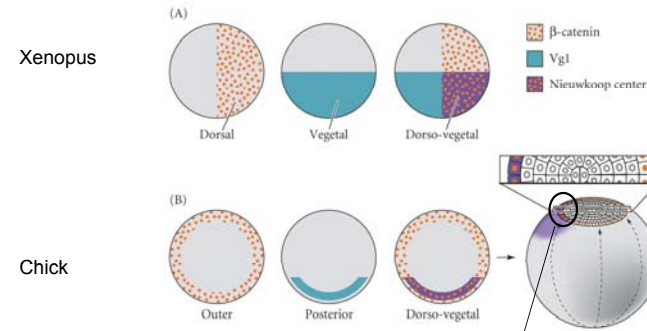 (A)
Xenopus
Dorsal
Vegetal
Dorso-vegetal
β-catenin
Vg1
Nieuwkoop center
(B)
Chick
Outer
Posterior
Dorso-vegetal